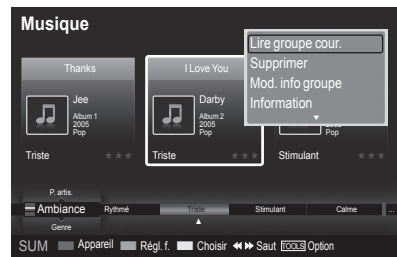 Musique
Lire groupe cour.
Supprimer
Mod. info groupe
Information
Thanks
I Love You
Jee
Album 1
2005
Pop
Darby
Album 2
2005
Pop
Pop
Triste
Triste
Stimulant
P. artis.
Ambiance
Rythmé
Triste
Stimulant
Calme
...
Genre
SUM Appareil Régl. f. Choisir Saut TOOLS Option